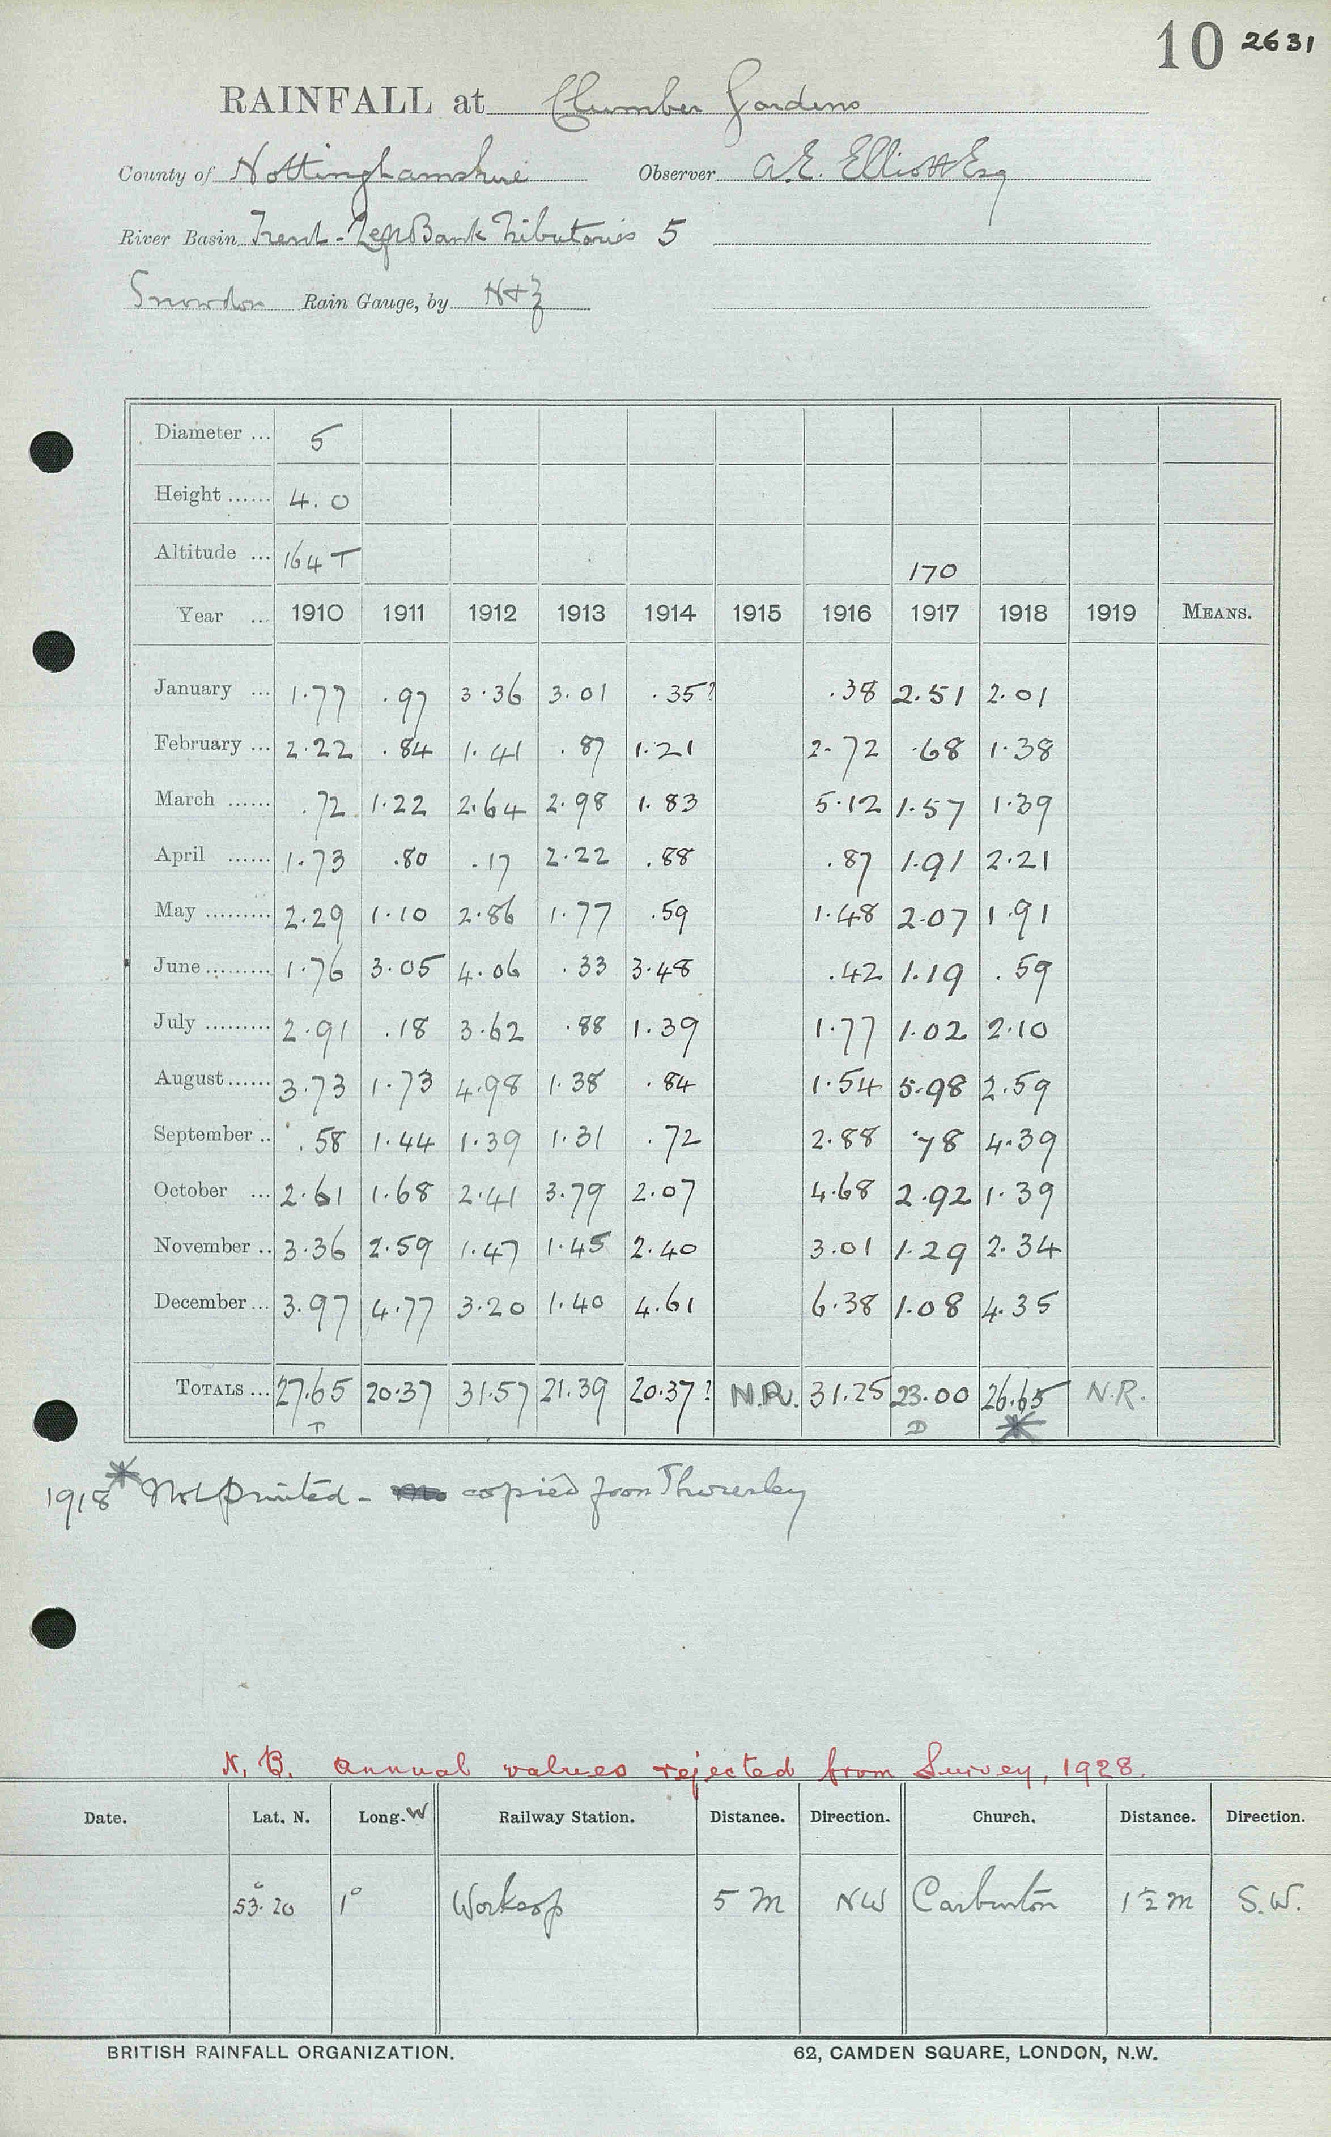 10 2631
RAINFALL at Clumber Gardens
County of Nottinghamshire Observer A.E. Elliott Esq
River Basin Trent - Left Bank Tributaries 5
Snowdon Rain Gauge, by N+Z
Diameter ... 5
Height ...... 4.0
Altitude ... 164 T 170
Year ... 1910 1911 1912 1913 1914 1915 1916 1917 1918 1919 MEANS.
January ... 1.77 .97 3.36 3.01 .35? .38 2.51 2.01
February ... 2.22 .84 1.41 .87 1.21 2.72 .68 1.38
March ...... .72 1.22 2.64 2.98 1.83 5.12 1.57 1.39
April ...... 1.73 .80 .17 2.22 .88 .87 1.91 2.21
May ......... 2.29 1.10 2.86 1.77 .59 1.48 2.07 1.91
June ......... 1.76 3.05 4.06 .33 3.48 .42 1.19 .59
July ......... 2.91 .18 3.62 .88 1.39 1.77 1.02 2.10
August ...... 3.73 1.73 4.98 1.38 .84 1.54 5.98 2.59
September .. .58 1.44 1.39 1.31 .72 2.88 .78 4.39
October ... 2.61 1.68 2.41 3.79 2.07 4.68 2.92 1.39
November .. 3.36 2.59 1.47 1.45 2.40 3.01 1.29 2.34
December ... 3.97 4.77 3.20 1.40 4.61 6.38 1.08 4.35
TOTALS ... 27.65 20.37 31.57 21.39 20.37? N.R. 31.25 23.00 26.65 N.R.
T D *
1918 * Not printed - copied from Thoresby
N.B. Annual values rejected from Survey, 1928.
Date. Lat. N. Long. W Railway Station. Distance. Direction. Church. Distance. Direction.
53°.20 1° Worksop 5 m NW Carburton 1½ m S.W.
BRITISH RAINFALL ORGANIZATION. 62, CAMDEN SQUARE, LONDON, N.W.